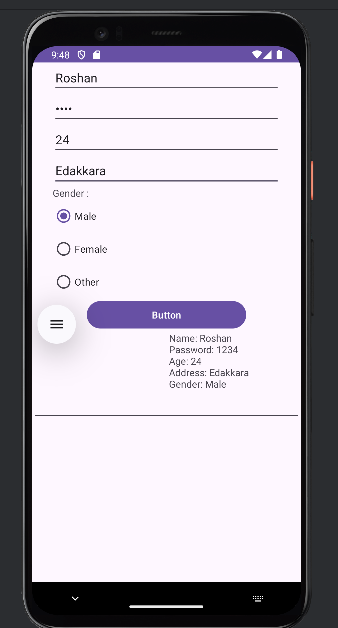 9:48
Roshan
••••
24
Edakkara
Gender :
Male
Female
Other
Button
Name: Roshan
Password: 1234
Age: 24
Address: Edakkara
Gender: Male